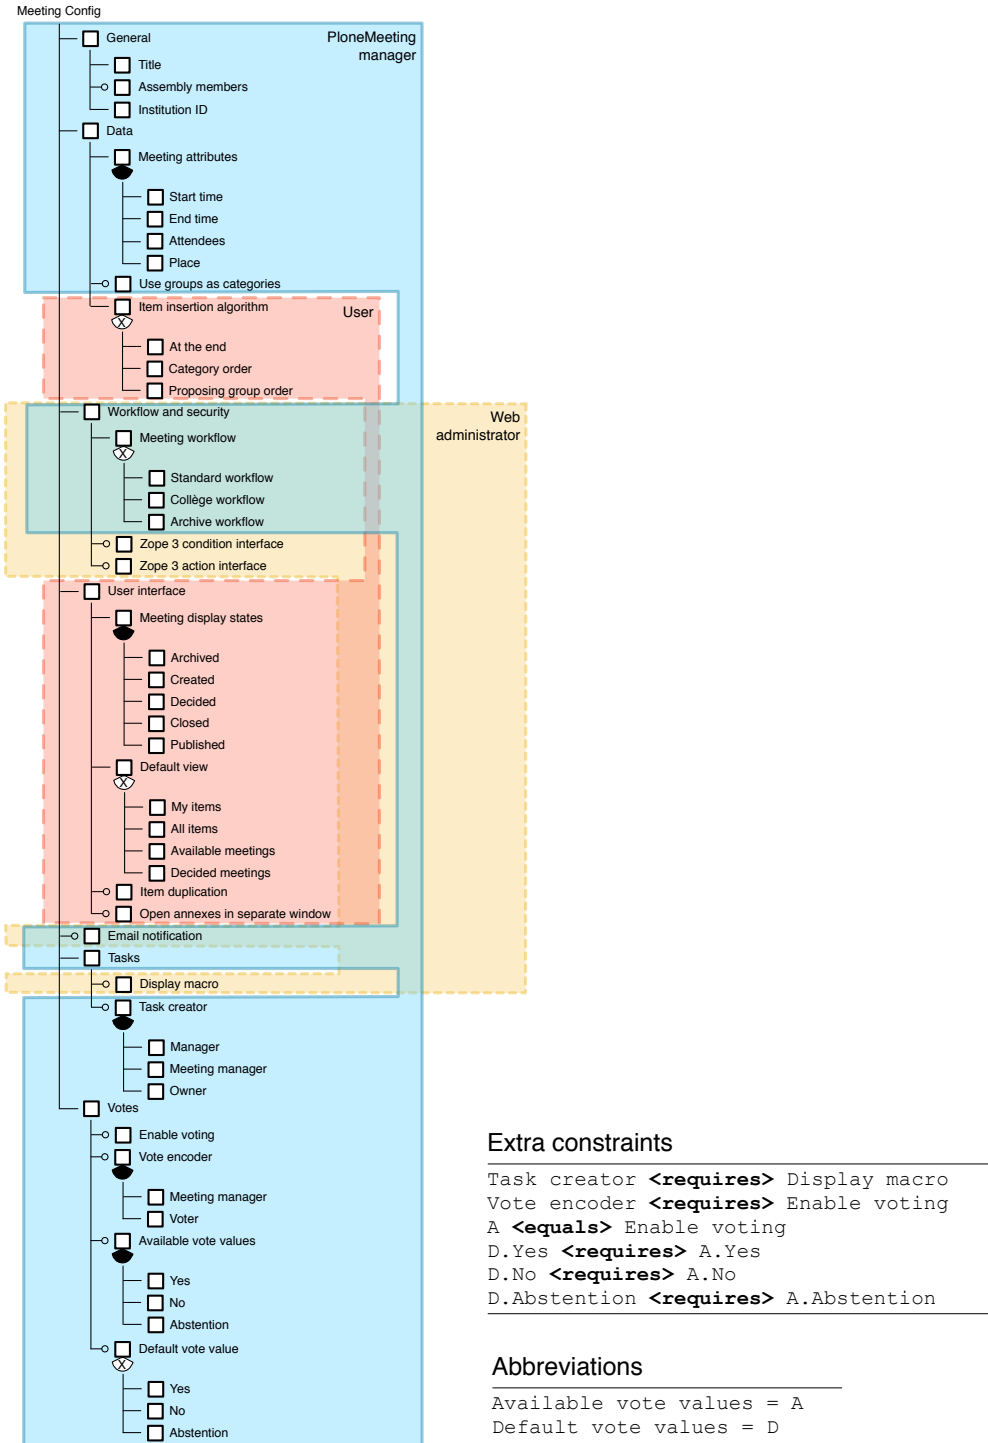 Meeting Config
General
PloneMeeting
manager
Title
Assembly members
Institution ID
Data
Meeting attributes
Start time
End time
Attendees
Place
Use groups as categories
Item insertion algorithm
User
X
At the end
Category order
Proposing group order
Workflow and security
Web
administrator
Meeting workflow
X
Standard workflow
Collège workflow
Archive workflow
Zope 3 condition interface
Zope 3 action interface
User interface
Meeting display states
Archived
Created
Decided
Closed
Published
Default view
X
My items
All items
Available meetings
Decided meetings
Item duplication
Open annexes in separate window
Email notification
Tasks
Display macro
Task creator
Manager
Meeting manager
Owner
Votes
Enable voting
Vote encoder
Meeting manager
Voter
Available vote values
Yes
No
Abstention
Default vote value
X
Yes
No
Abstention
Extra constraints
Task creator <requires> Display macro
Vote encoder <requires> Enable voting
A <equals> Enable voting
D.Yes <requires> A.Yes
D.No <requires> A.No
D.Abstention <requires> A.Abstention
Abbreviations
Available vote values = A
Default vote values = D